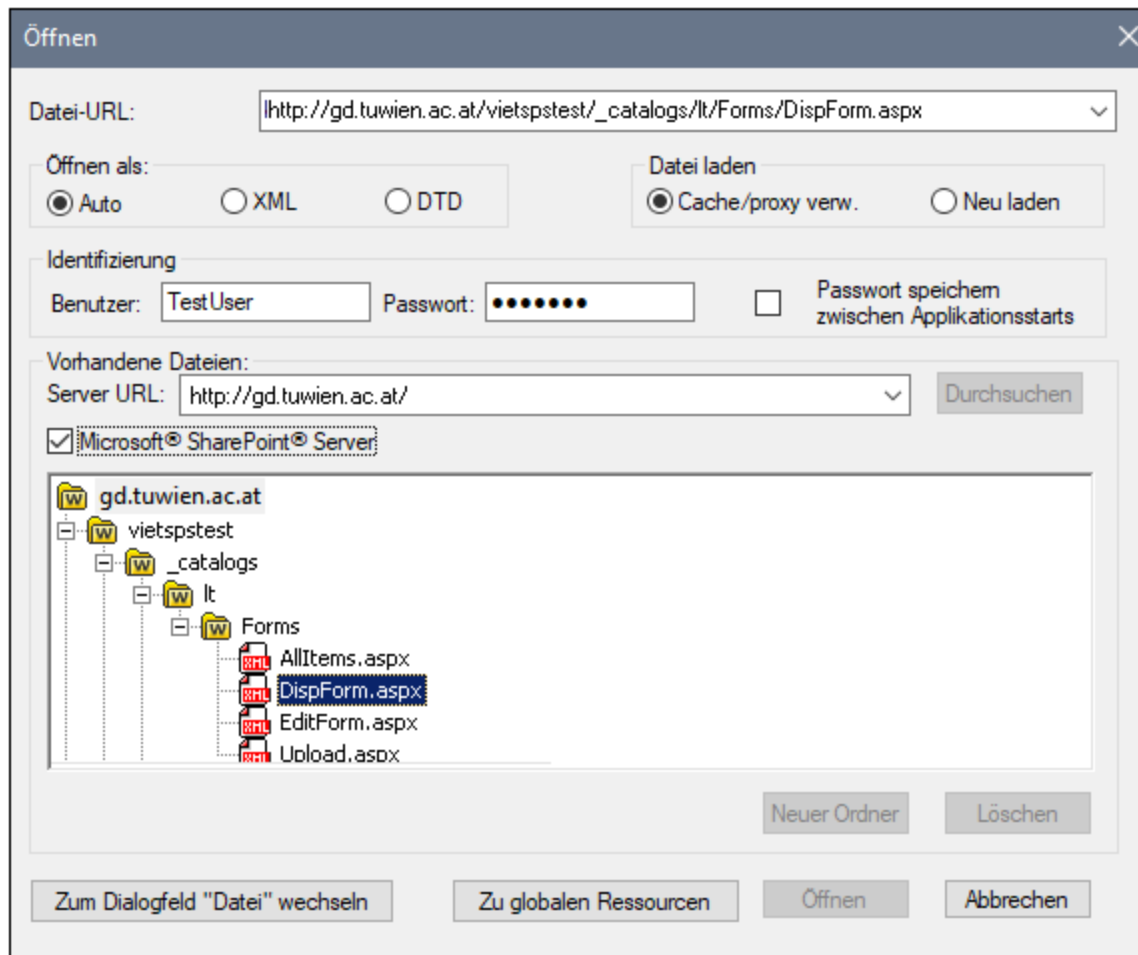 Öffnen
Datei-URL: http://gd.tuwien.ac.at/vietspstest/_catalogs/lt/Forms/DispForm.aspx
Öffnen als: Datei laden
Auto XML DTD Cache/proxy verw. Neu laden
Identifizierung
Benutzer: TestUser Passwort: ●●●●●●● Passwort speichern
zwischen Applikationsstarts
Vorhandene Dateien:
Server URL: http://gd.tuwien.ac.at/ Durchsuchen
Microsoft® SharePoint® Server
gd.tuwien.ac.at
vietspstest
_catalogs
lt
Forms
AllItems.aspx
DispForm.aspx
EditForm.aspx
Upload.aspx
Neuer Ordner Löschen
Zum Dialogfeld "Datei" wechseln Zu globalen Ressourcen Öffnen Abbrechen